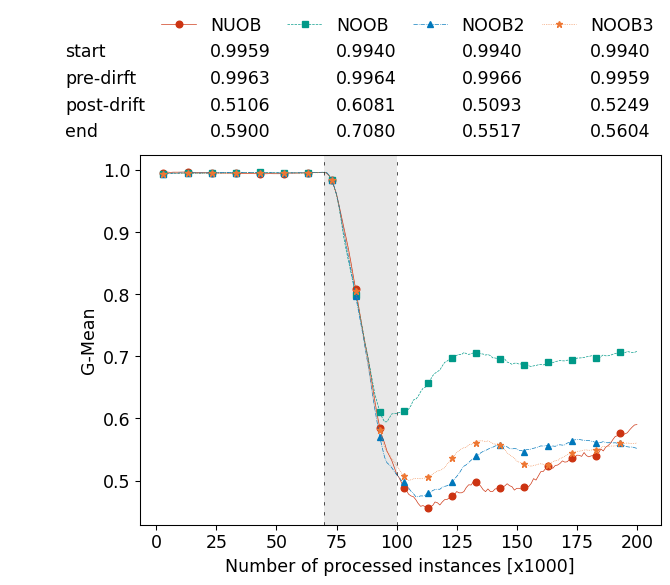 NUOB NOOB NOOB2 NOOB3
start 0.9959 0.9940 0.9940 0.9940
pre-dirft 0.9963 0.9964 0.9966 0.9959
post-drift 0.5106 0.6081 0.5093 0.5249
end 0.5900 0.7080 0.5517 0.5604
1.0
0.9
0.8
0.7
0.6
0.5
G-Mean
0 25 50 75 100 125 150 175 200
Number of processed instances [x1000]